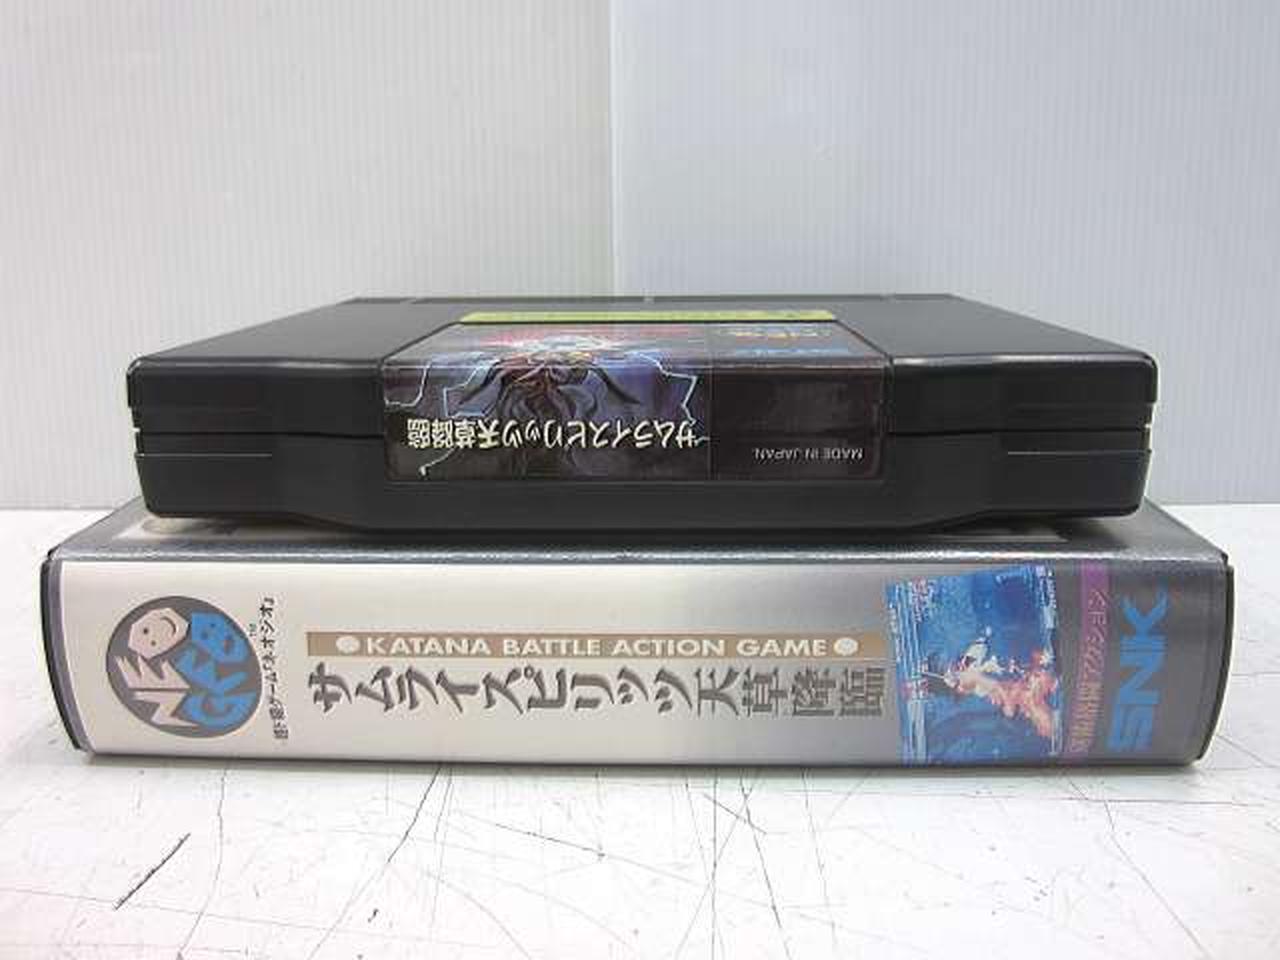 サムライスピリッツ天草降臨
MADE IN JAPAN
NEO
GEO
TM
KATANA BATTLE ACTION GAME
サムライスピリッツ天草降臨
SNK